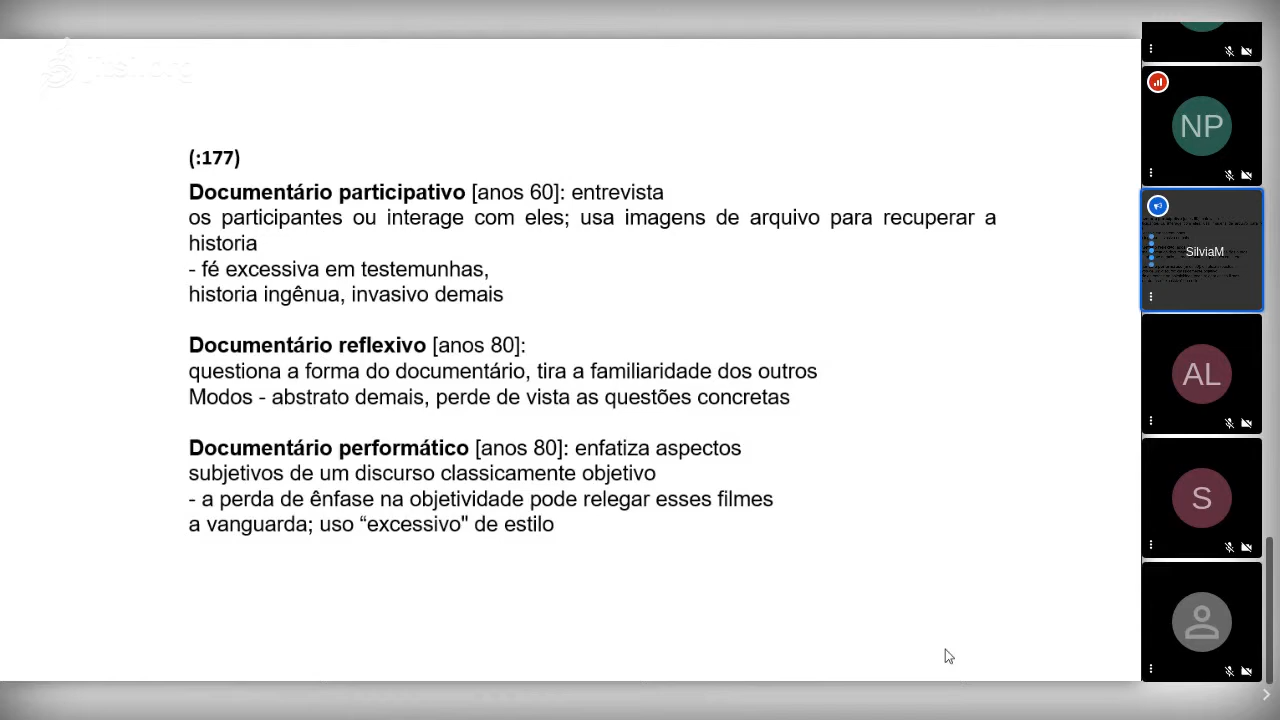 jitsi.org
(:177)
Documentário participativo [anos 60]: entrevista
os participantes ou interage com eles; usa imagens de arquivo para recuperar a
historia
- fé excessiva em testemunhas,
historia ingênua, invasivo demais
Documentário reflexivo [anos 80]:
questiona a forma do documentário, tira a familiaridade dos outros
Modos - abstrato demais, perde de vista as questões concretas
Documentário performático [anos 80]: enfatiza aspectos
subjetivos de um discurso classicamente objetivo
- a perda de ênfase na objetividade pode relegar esses filmes
a vanguarda; uso “excessivo" de estilo
NP
SilviaM
AL
S